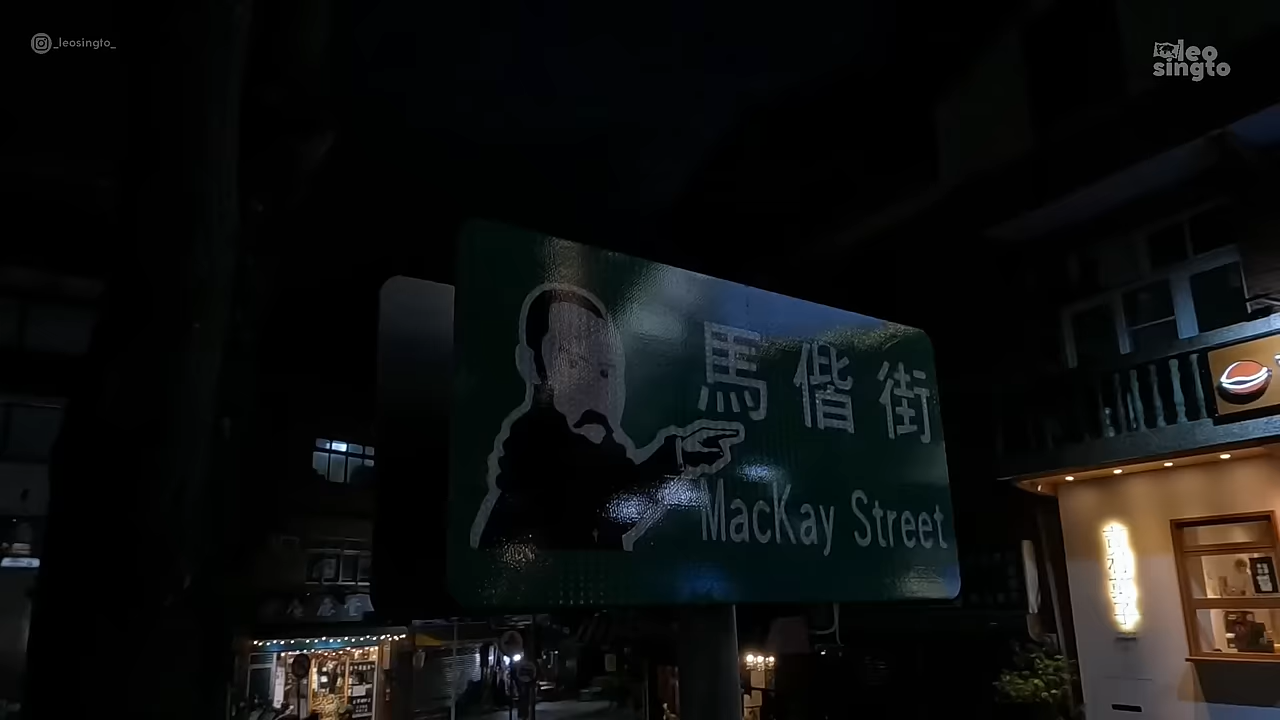 _leosingto_
leo
singto
馬偕街
MacKay Street